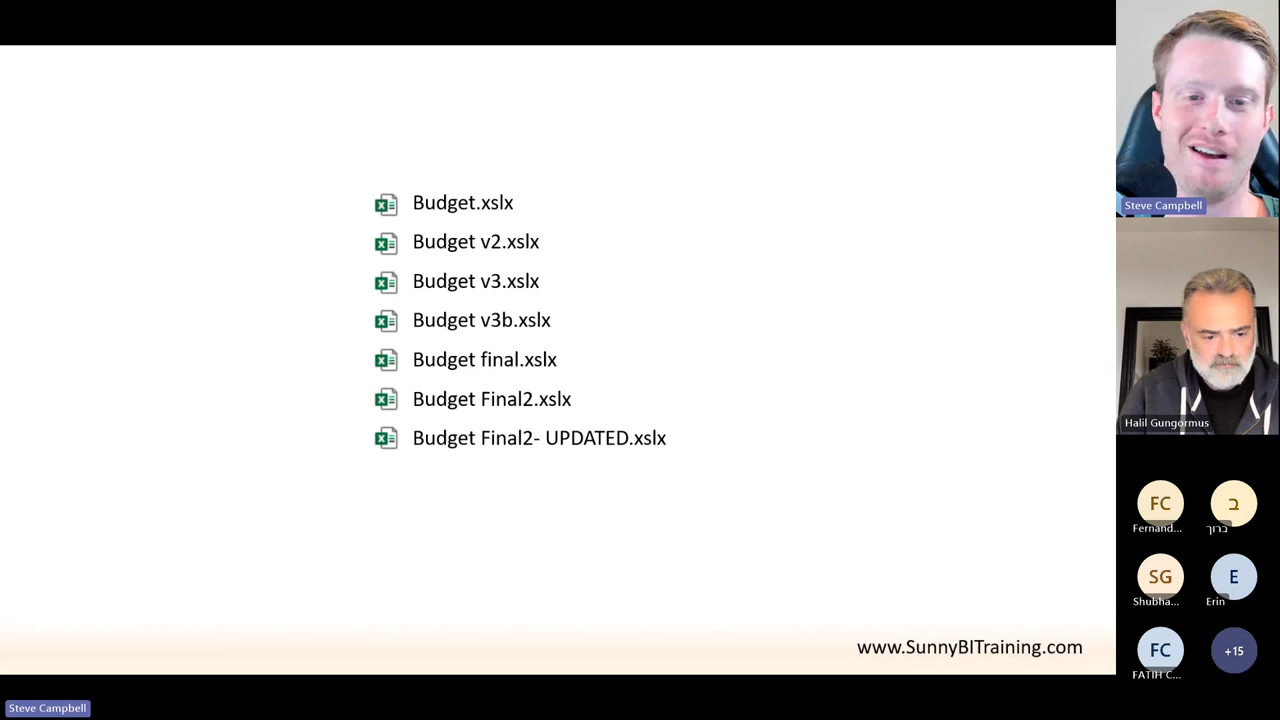 Budget.xslx
Budget v2.xslx
Budget v3.xslx
Budget v3b.xslx
Budget final.xslx
Budget Final2.xslx
Budget Final2- UPDATED.xslx
www.SunnyBITraining.com
Steve Campbell
Steve Campbell
Halil Gungormus
FC
Fernand...
ב
ברוך
SG
Shubha...
E
Erin
FC
FATIH C...
+15